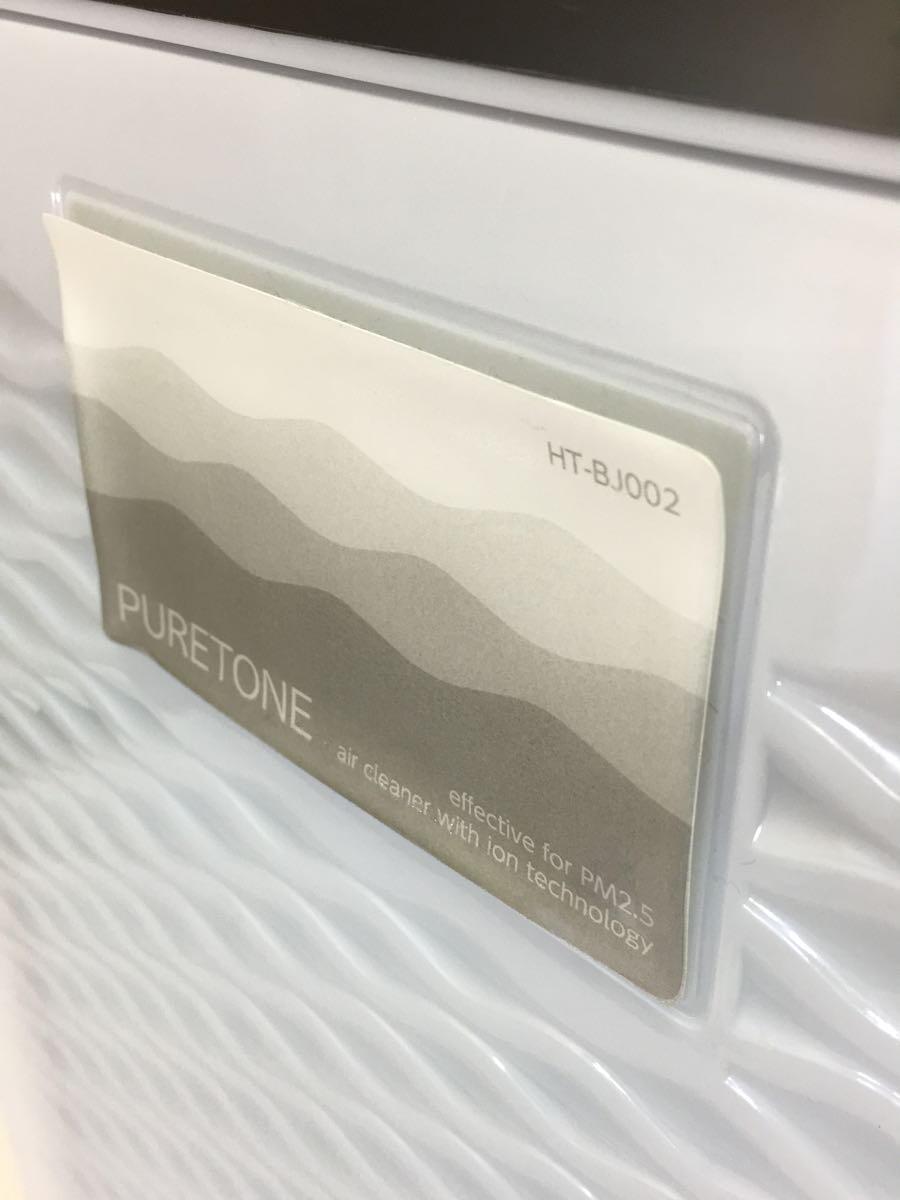 HT-BJ002
PURETONE
effective for PM2.5
air cleaner with ion technology